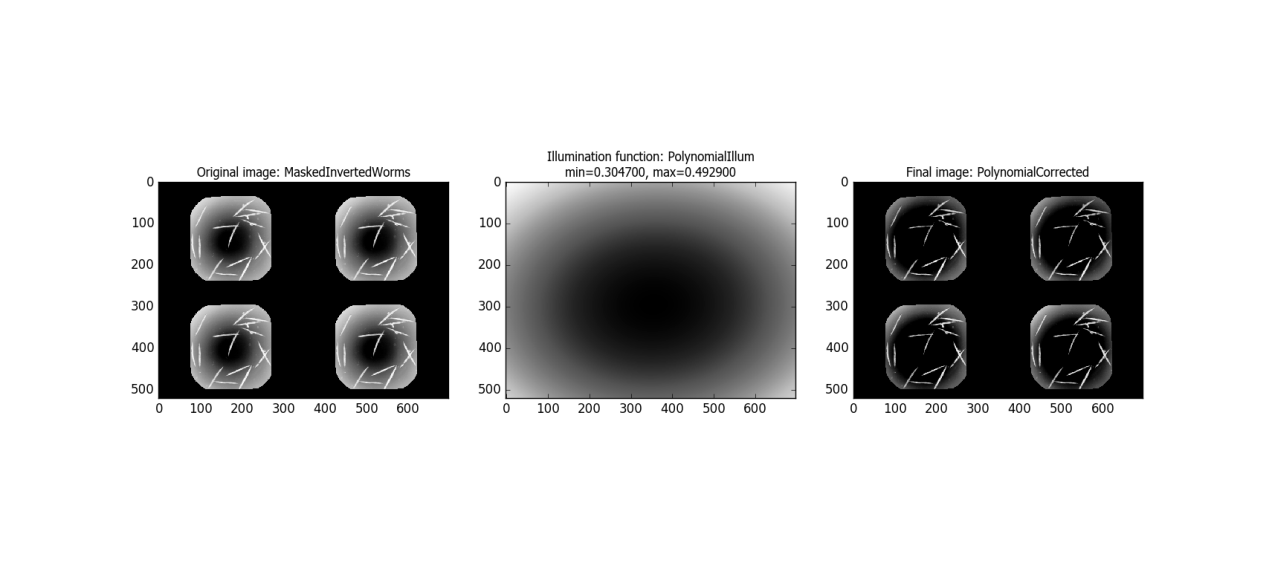 Original image: MaskedInvertedWorms
0
100
200
300
400
500
0 100 200 300 400 500 600
Illumination function: PolynomialIllum
min=0.304700, max=0.492900
0
100
200
300
400
500
0 100 200 300 400 500 600
Final image: PolynomialCorrected
0
100
200
300
400
500
0 100 200 300 400 500 600